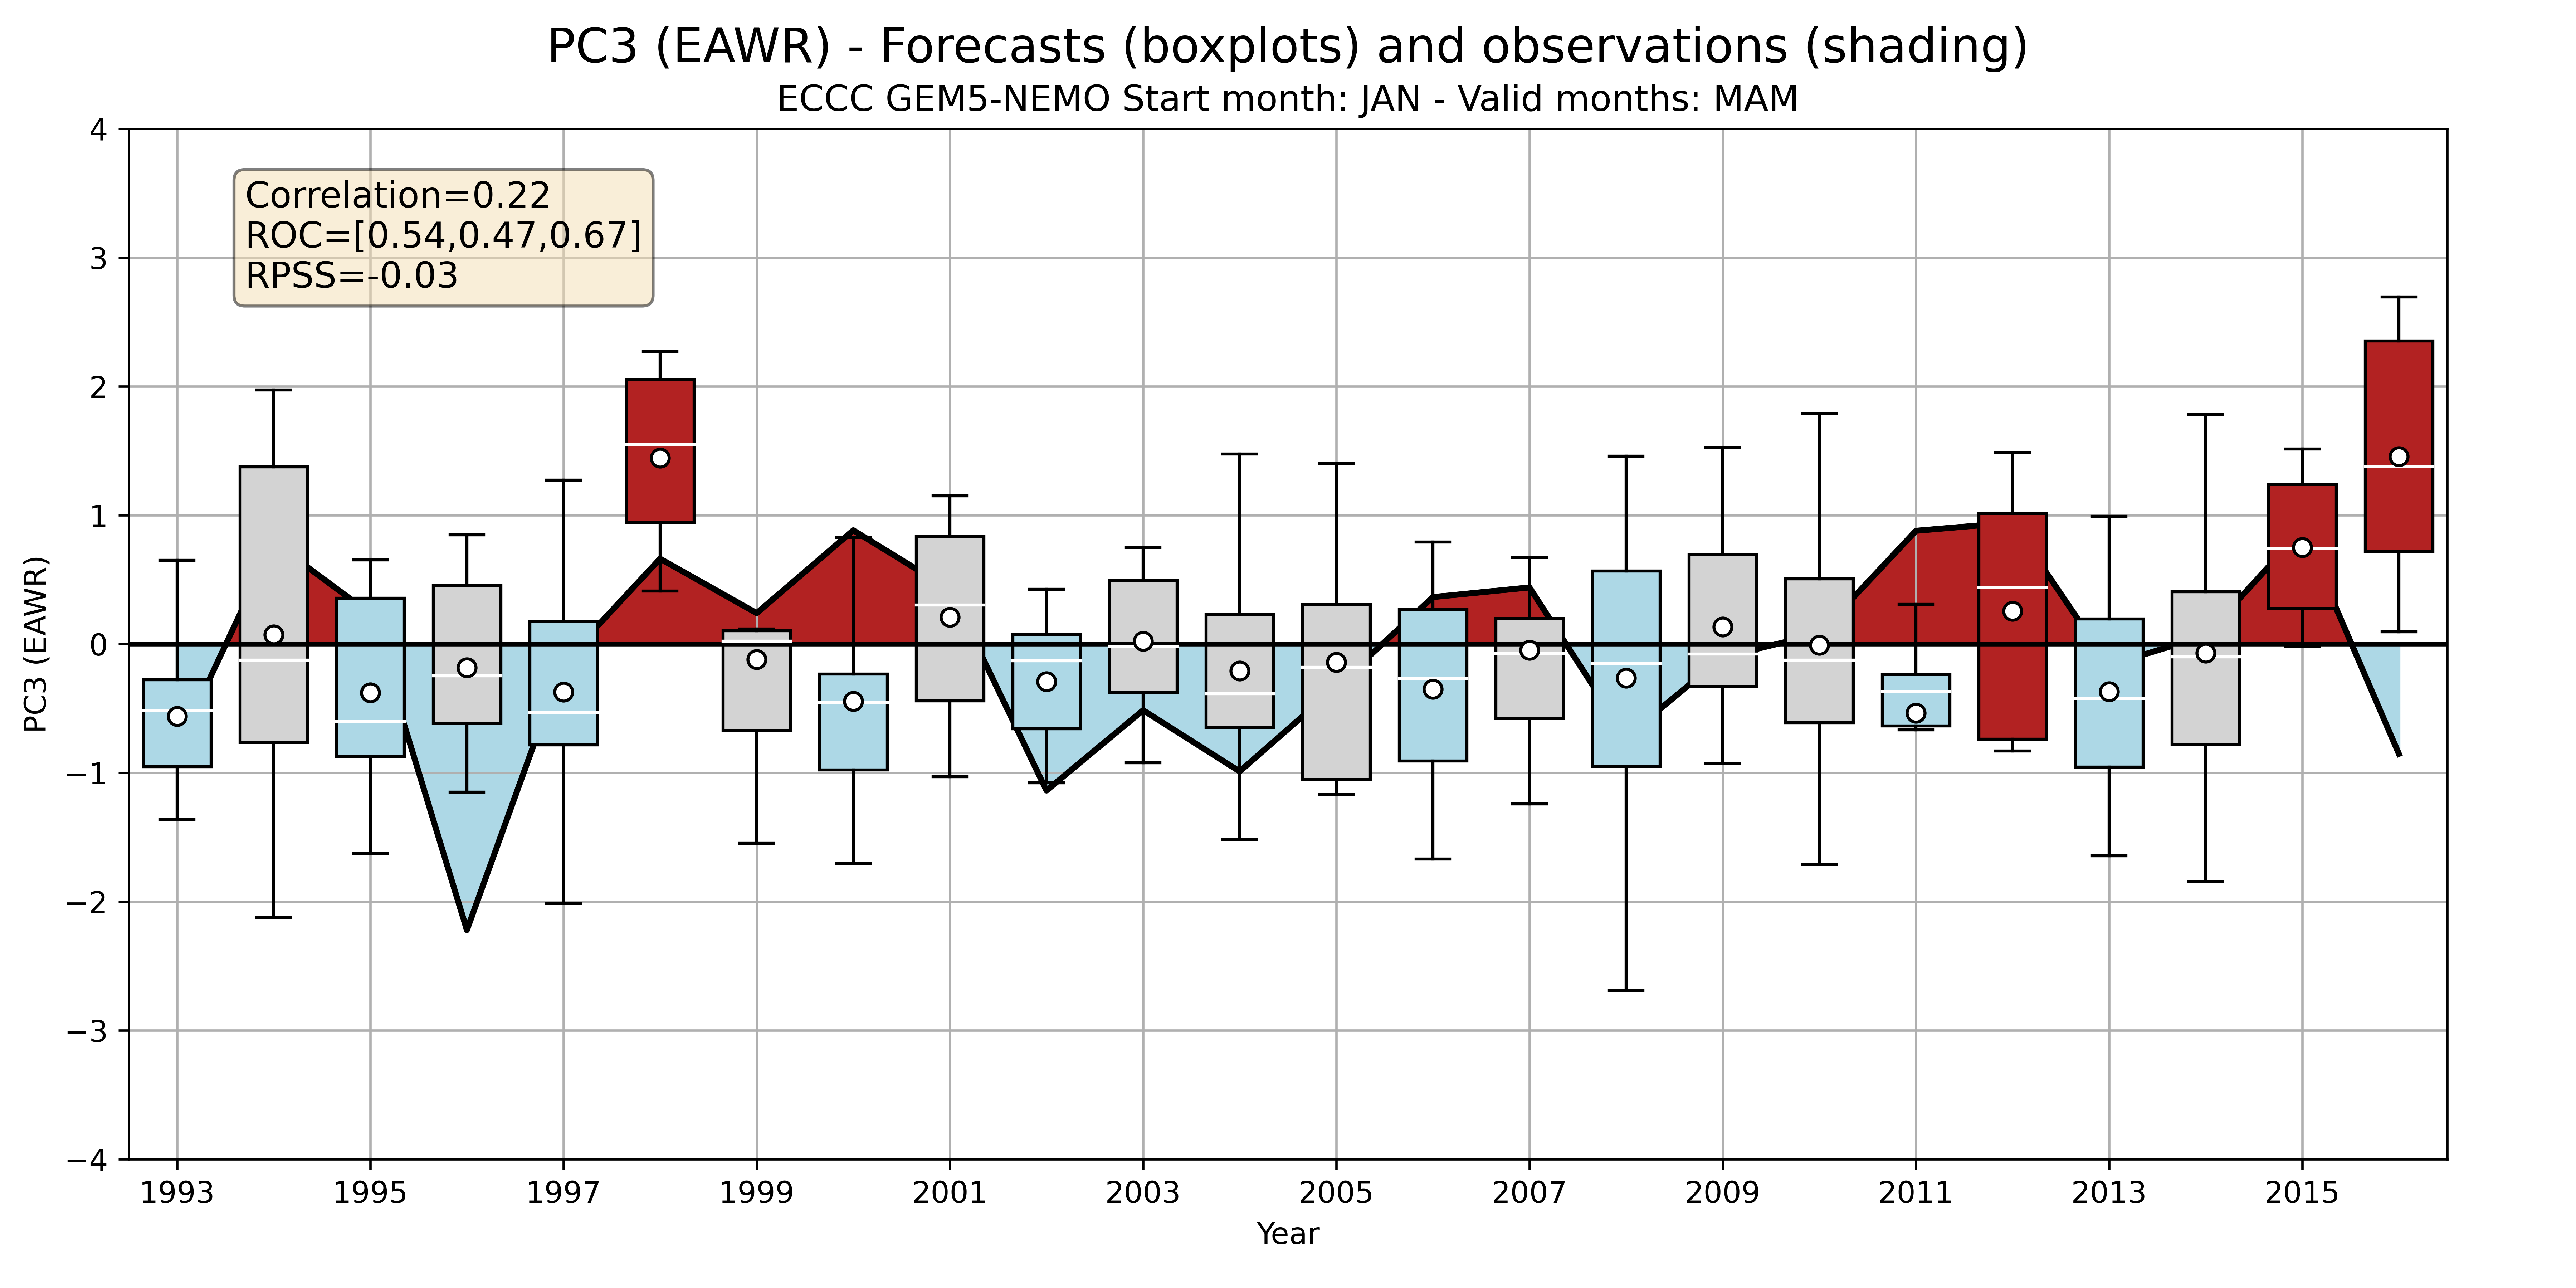 PC3 (EAWR) - Forecasts (boxplots) and observations (shading)
ECCC GEM5-NEMO Start month: JAN - Valid months: MAM
Correlation=0.22
ROC=[0.54,0.47,0.67]
RPSS=-0.03
PC3 (EAWR)
4
3
2
1
0
−1
−2
−3
−4
1993 1995 1997 1999 2001 2003 2005 2007 2009 2011 2013 2015
Year